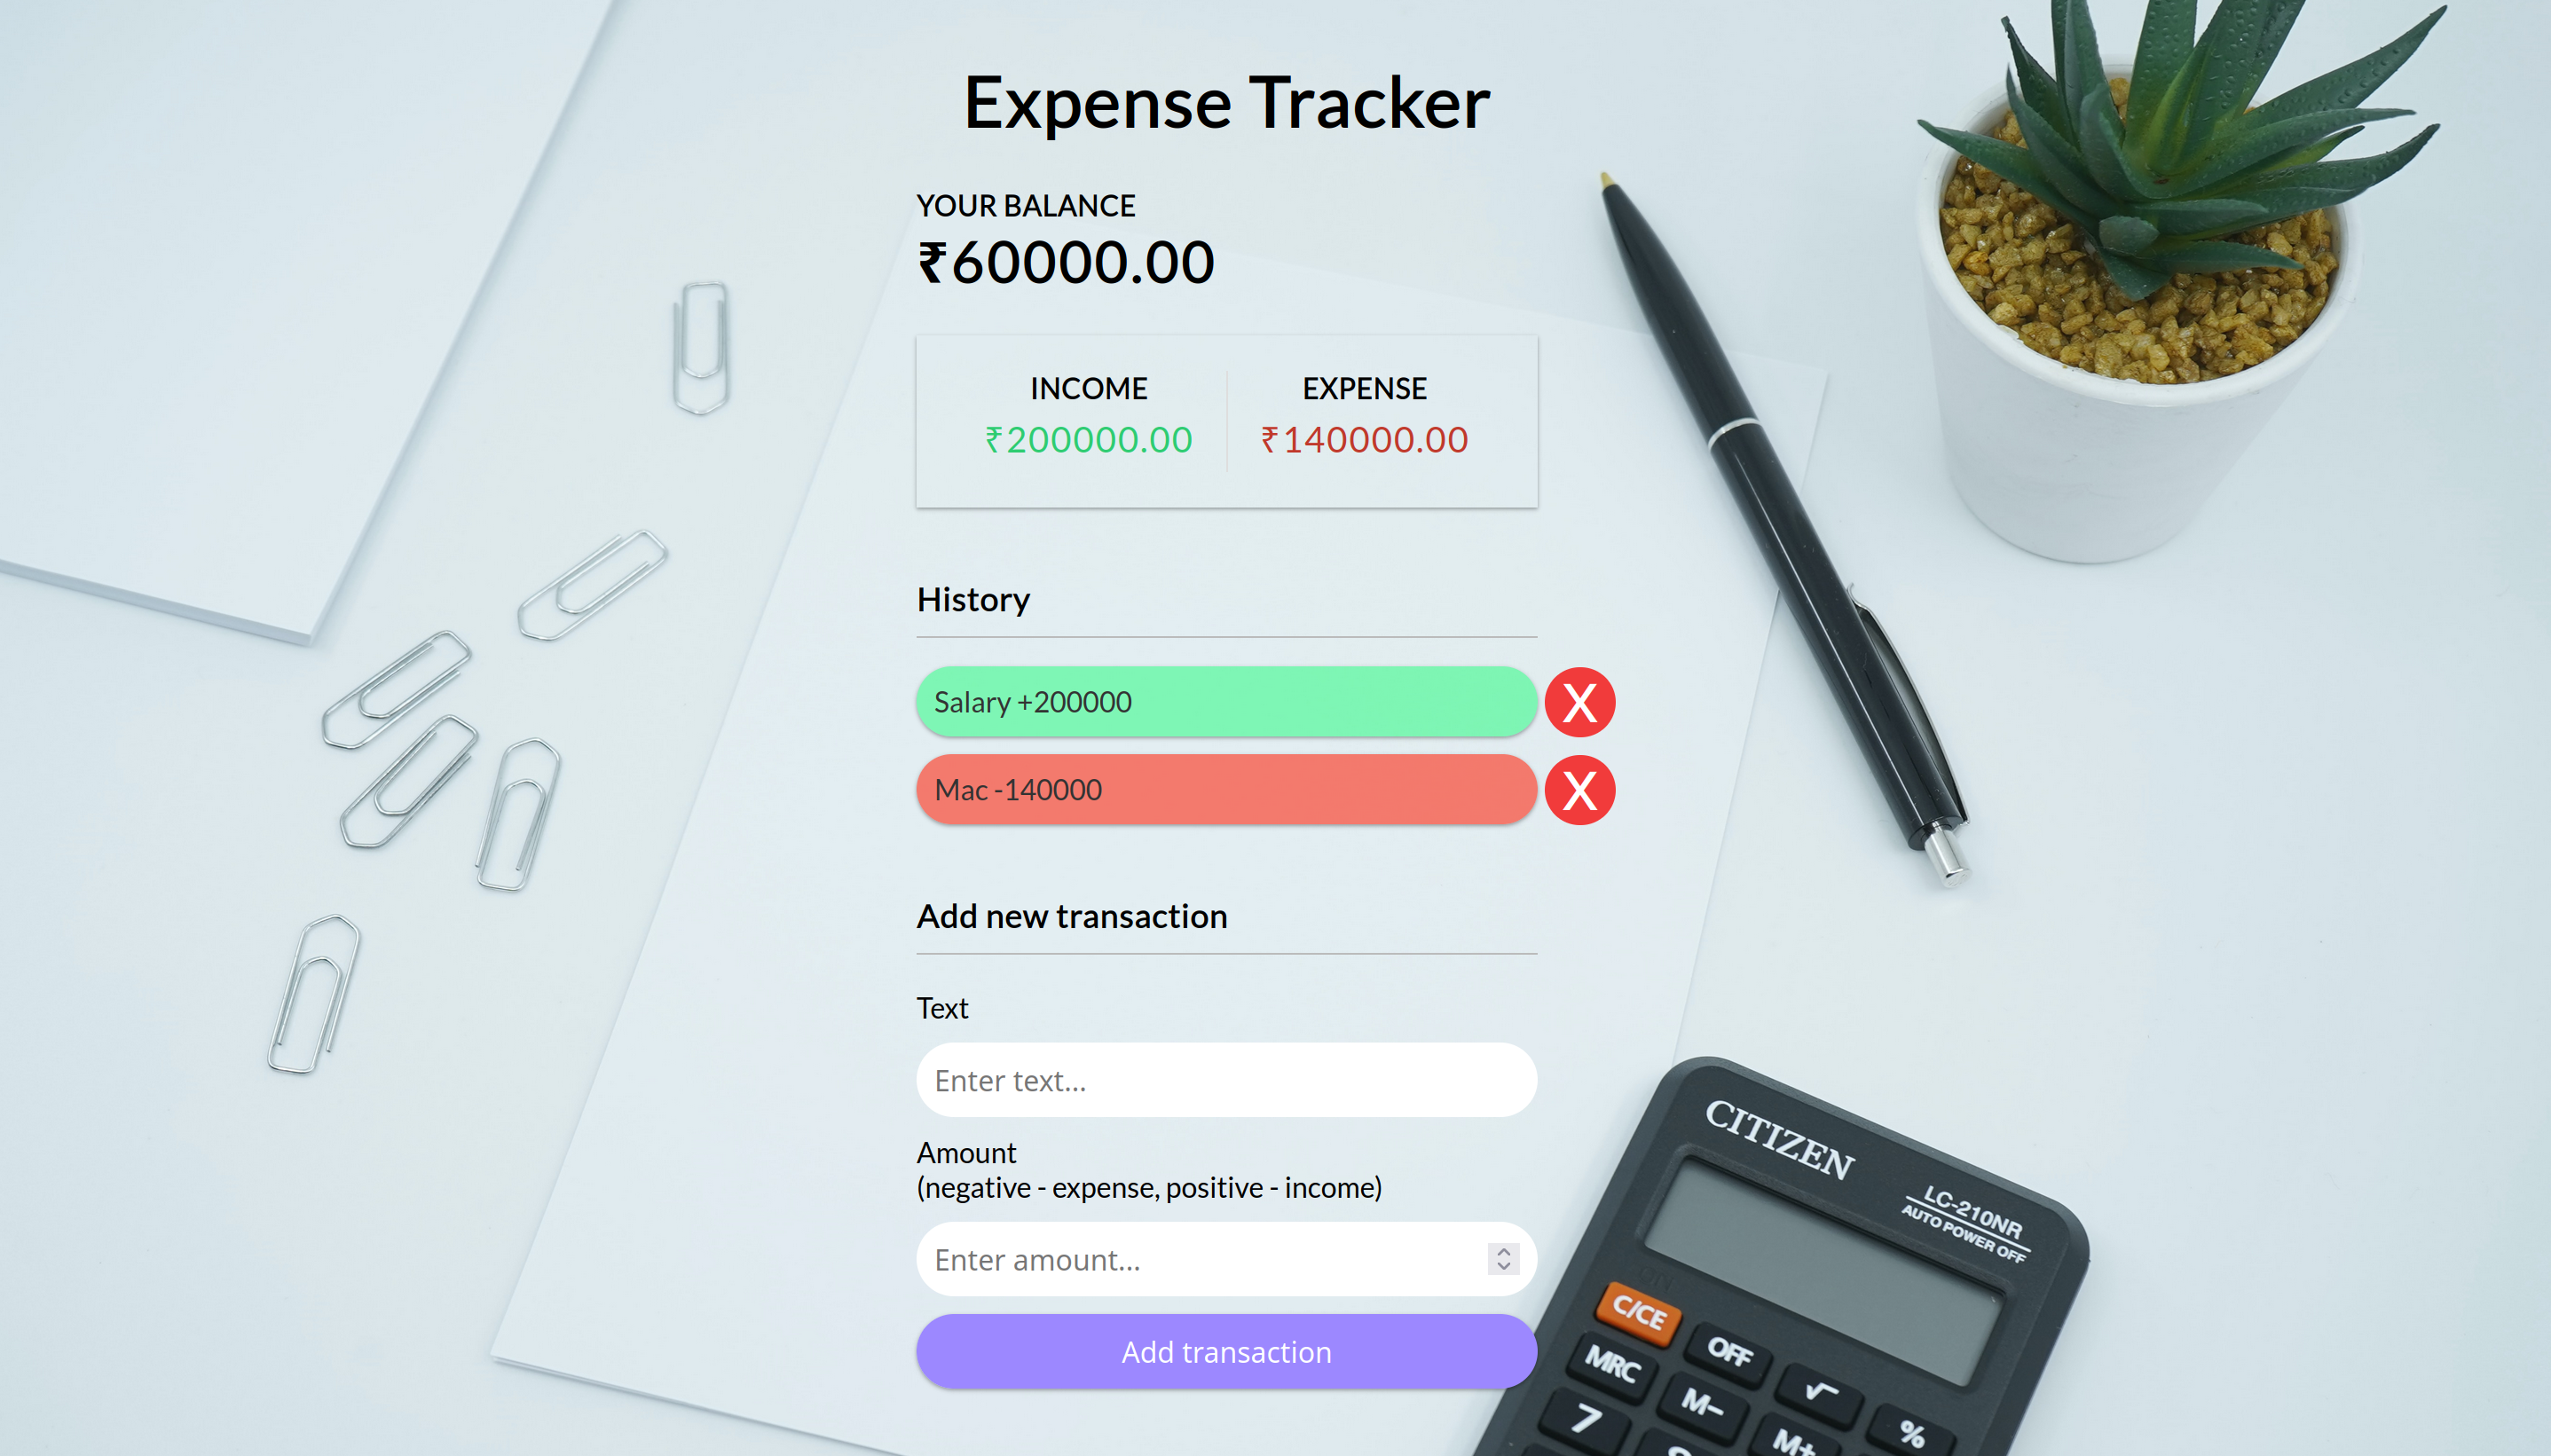 Expense Tracker
YOUR BALANCE
₹60000.00
INCOME
EXPENSE
₹200000.00
₹140000.00
History
Salary +200000
X
Mac -140000
X
Add new transaction
Text
Enter text...
Amount
(negative - expense, positive - income)
Enter amount...
Add transaction
CITIZEN
LC-210NR
AUTO POWER OFF
C/CE
OFF
MRC
M−
√
%
7
M+